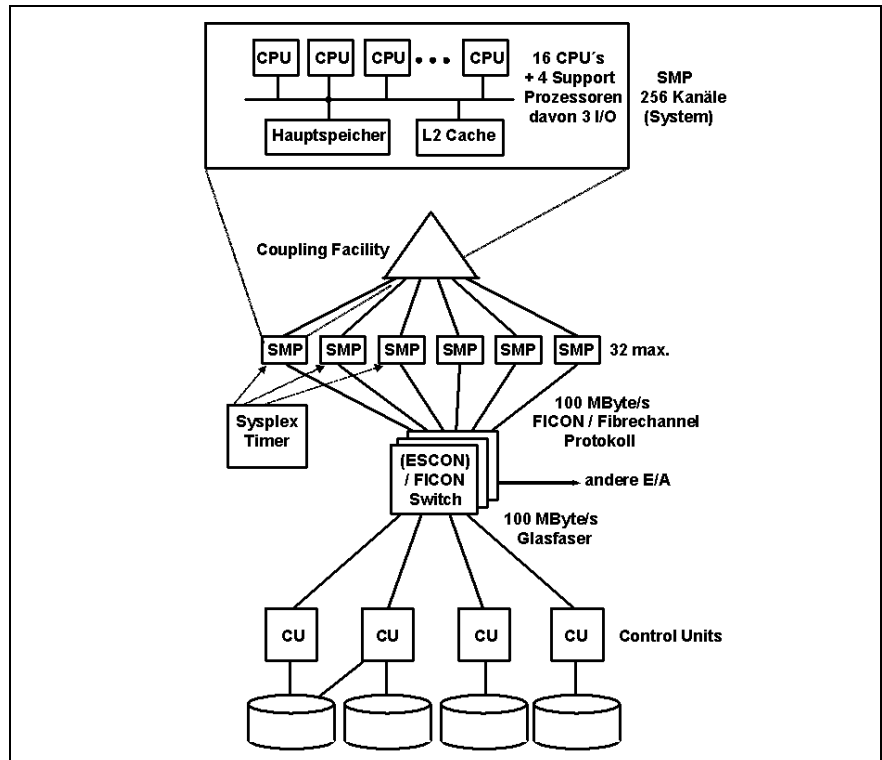 CPU CPU CPU CPU
16 CPU´s
+ 4 Support
Prozessoren
davon 3 I/O
SMP
256 Kanäle
(System)
Hauptspeicher
L2 Cache
Coupling Facility
SMP SMP SMP SMP SMP SMP
32 max.
Sysplex
Timer
100 MByte/s
FICON / Fibrechannel
Protokoll
(ESCON)
/ FICON
Switch
andere E/A
100 MByte/s
Glasfaser
CU CU CU CU
Control Units